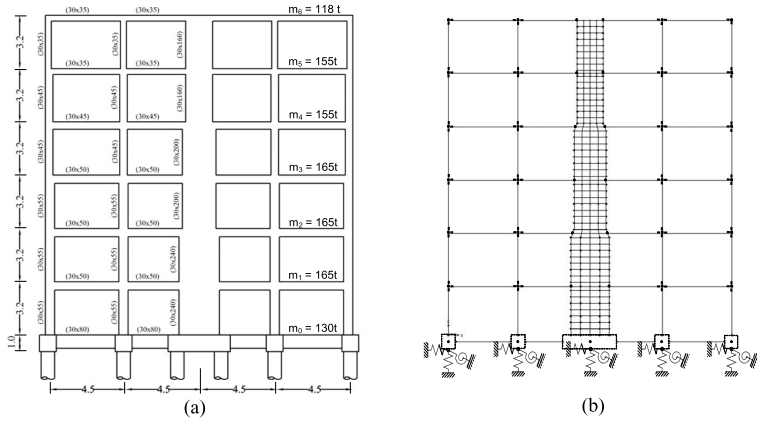 (30x35) (30x35) m₆ = 118 t
3.2 (30x35) (30x35) (30x160)
(30x35) (30x35) m₅ = 155t
3.2 (30x45) (30x45) (30x160)
(30x45) (30x45) m₄ = 155t
3.2 (30x45) (30x45) (30x200)
(30x50) (30x50) m₃ = 165t
3.2 (30x55) (30x55) (30x200)
(30x50) (30x50) m₂ = 165t
3.2 (30x55) (30x55) (30x240)
(30x50) (30x50) m₁ = 165t
3.2 (30x55) (30x55) (30x240)
(30x80) (30x80) m₀ = 130t
1.0
4.5 4.5 4.5 4.5
(a) (b)